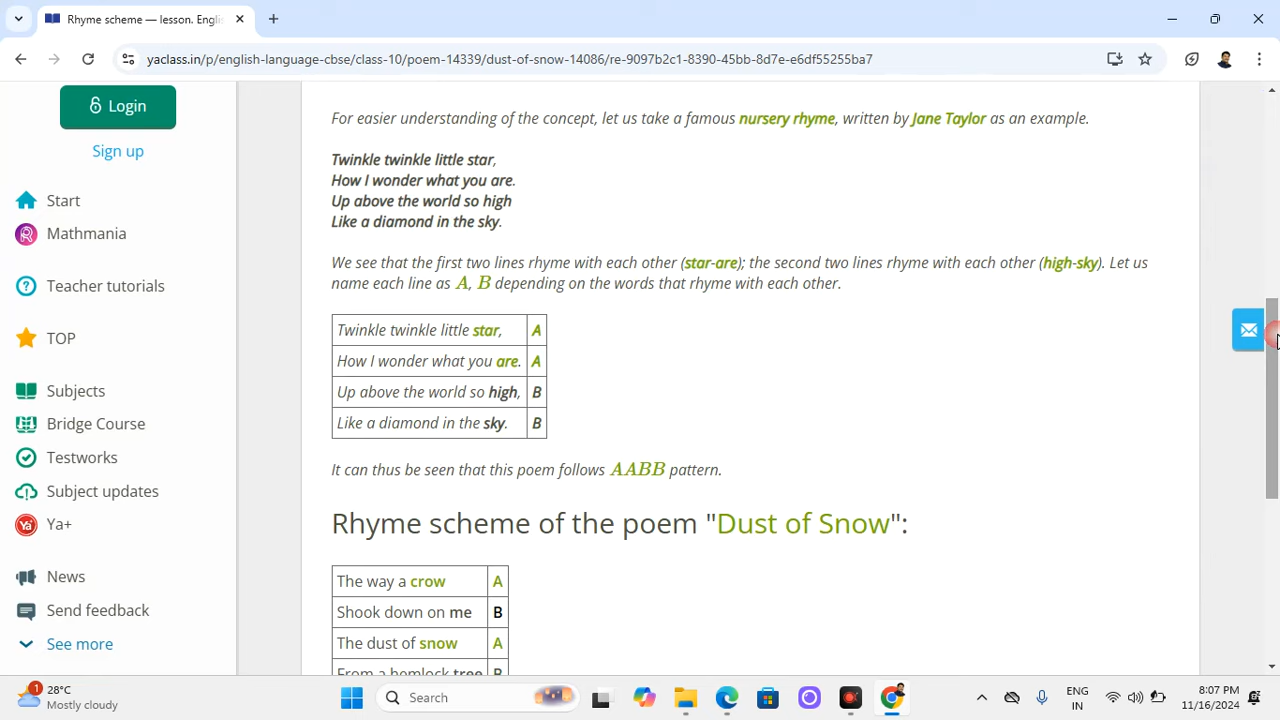 Rhyme scheme — lesson. Engli
yaclass.in/p/english-language-cbse/class-10/poem-14339/dust-of-snow-14086/re-9097b2c1-8390-45bb-8d7e-e6df55255ba7
Login
Sign up
Start
Mathmania
Teacher tutorials
TOP
Subjects
Bridge Course
Testworks
Subject updates
Ya+
News
Send feedback
See more
For easier understanding of the concept, let us take a famous nursery rhyme, written by Jane Taylor as an example.
Twinkle twinkle little star,
How I wonder what you are.
Up above the world so high
Like a diamond in the sky.
We see that the first two lines rhyme with each other (star-are); the second two lines rhyme with each other (high-sky). Let us
name each line as A, B depending on the words that rhyme with each other.
Twinkle twinkle little star, A
How I wonder what you are. A
Up above the world so high, B
Like a diamond in the sky. B
It can thus be seen that this poem follows AABB pattern.
Rhyme scheme of the poem "Dust of Snow":
The way a crow A
Shook down on me B
The dust of snow A
From a hemlock tree B
1
28°C
Mostly cloudy
Search
ENG
IN
8:07 PM
11/16/2024